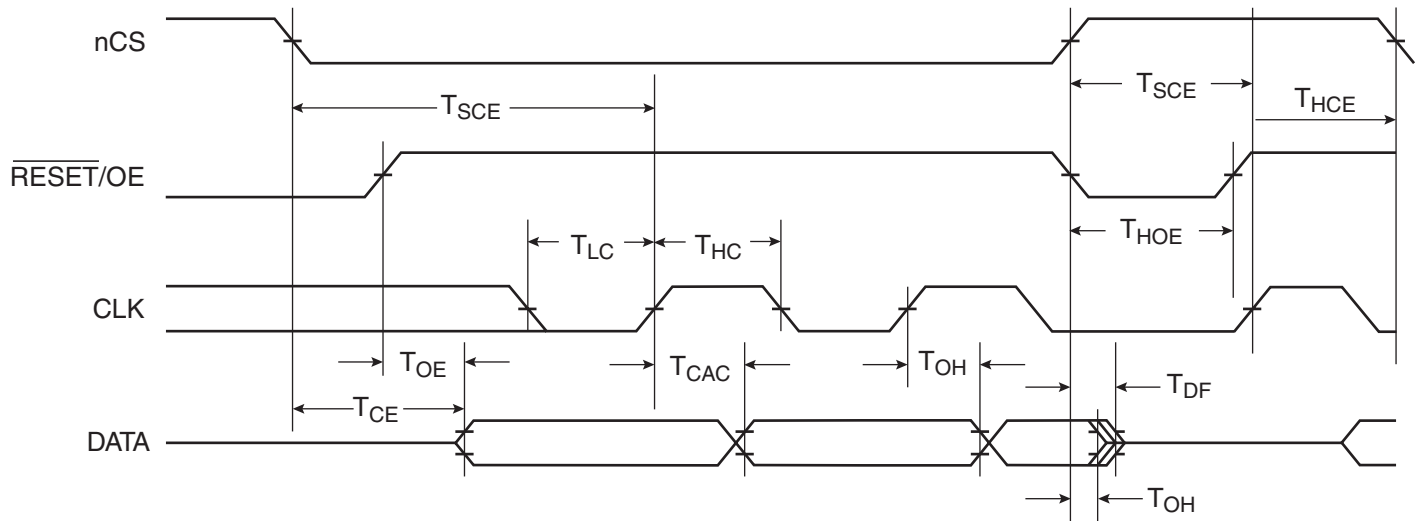 nCS
T_SCE
T_SCE
T_HCE
RESET/OE
T_LC
T_HC
T_HOE
CLK
T_OE
T_CAC
T_OH
T_DF
T_CE
DATA
T_OH